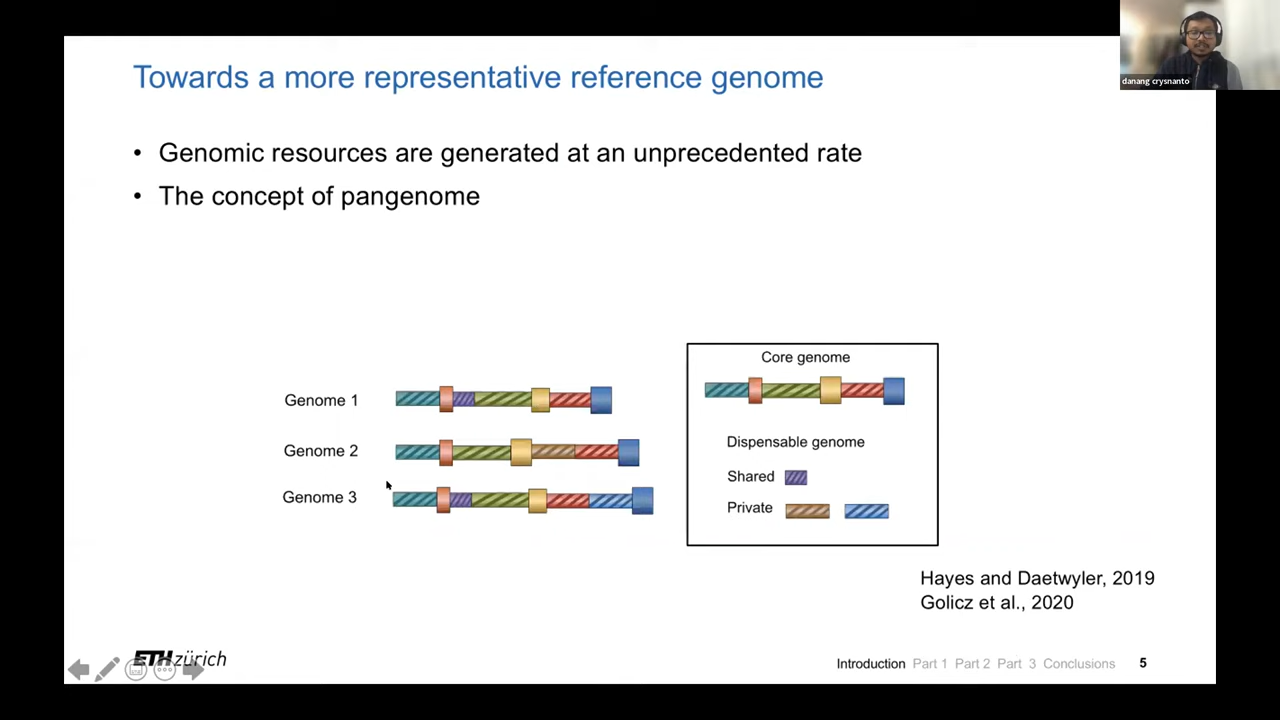 danang crysnanto
Towards a more representative reference genome
• Genomic resources are generated at an unprecedented rate
• The concept of pangenome
Genome 1
Genome 2
Genome 3
Core genome
Dispensable genome
Shared
Private
Hayes and Daetwyler, 2019
Golicz et al., 2020
ETH zürich
Introduction Part 1 Part 2 Part 3 Conclusions 5